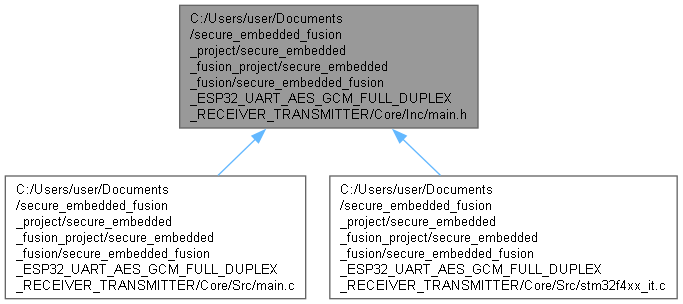 C:/Users/user/Documents
/secure_embedded_fusion
_project/secure_embedded
_fusion_project/secure_embedded
_fusion/secure_embedded_fusion
_ESP32_UART_AES_GCM_FULL_DUPLEX
_RECEIVER_TRANSMITTER/Core/Inc/main.h
C:/Users/user/Documents
/secure_embedded_fusion
_project/secure_embedded
_fusion_project/secure_embedded
_fusion/secure_embedded_fusion
_ESP32_UART_AES_GCM_FULL_DUPLEX
_RECEIVER_TRANSMITTER/Core/Src/main.c
C:/Users/user/Documents
/secure_embedded_fusion
_project/secure_embedded
_fusion_project/secure_embedded
_fusion/secure_embedded_fusion
_ESP32_UART_AES_GCM_FULL_DUPLEX
_RECEIVER_TRANSMITTER/Core/Src/stm32f4xx_it.c